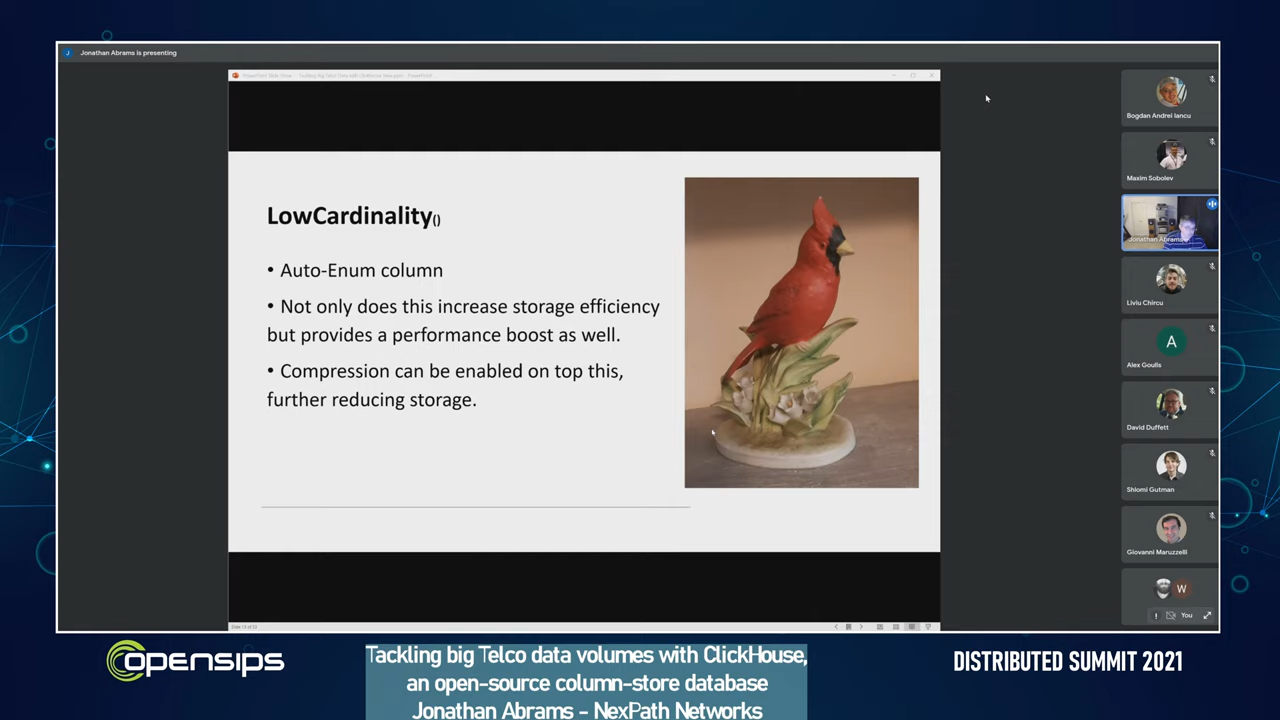 Jonathan Abrams is presenting
LowCardinality()
• Auto-Enum column
• Not only does this increase storage efficiency
but provides a performance boost as well.
• Compression can be enabled on top this,
further reducing storage.
Bogdan Andrei Iancu
Maxim Sobolev
Jonathan Abrams
Liviu Chircu
A
Alex Goulis
David Duffett
Shlomi Gutman
Giovanni Maruzzelli
W
You
opensips
Tackling big Telco data volumes with ClickHouse,
an open-source column-store database
Jonathan Abrams - NexPath Networks
DISTRIBUTED SUMMIT 2021